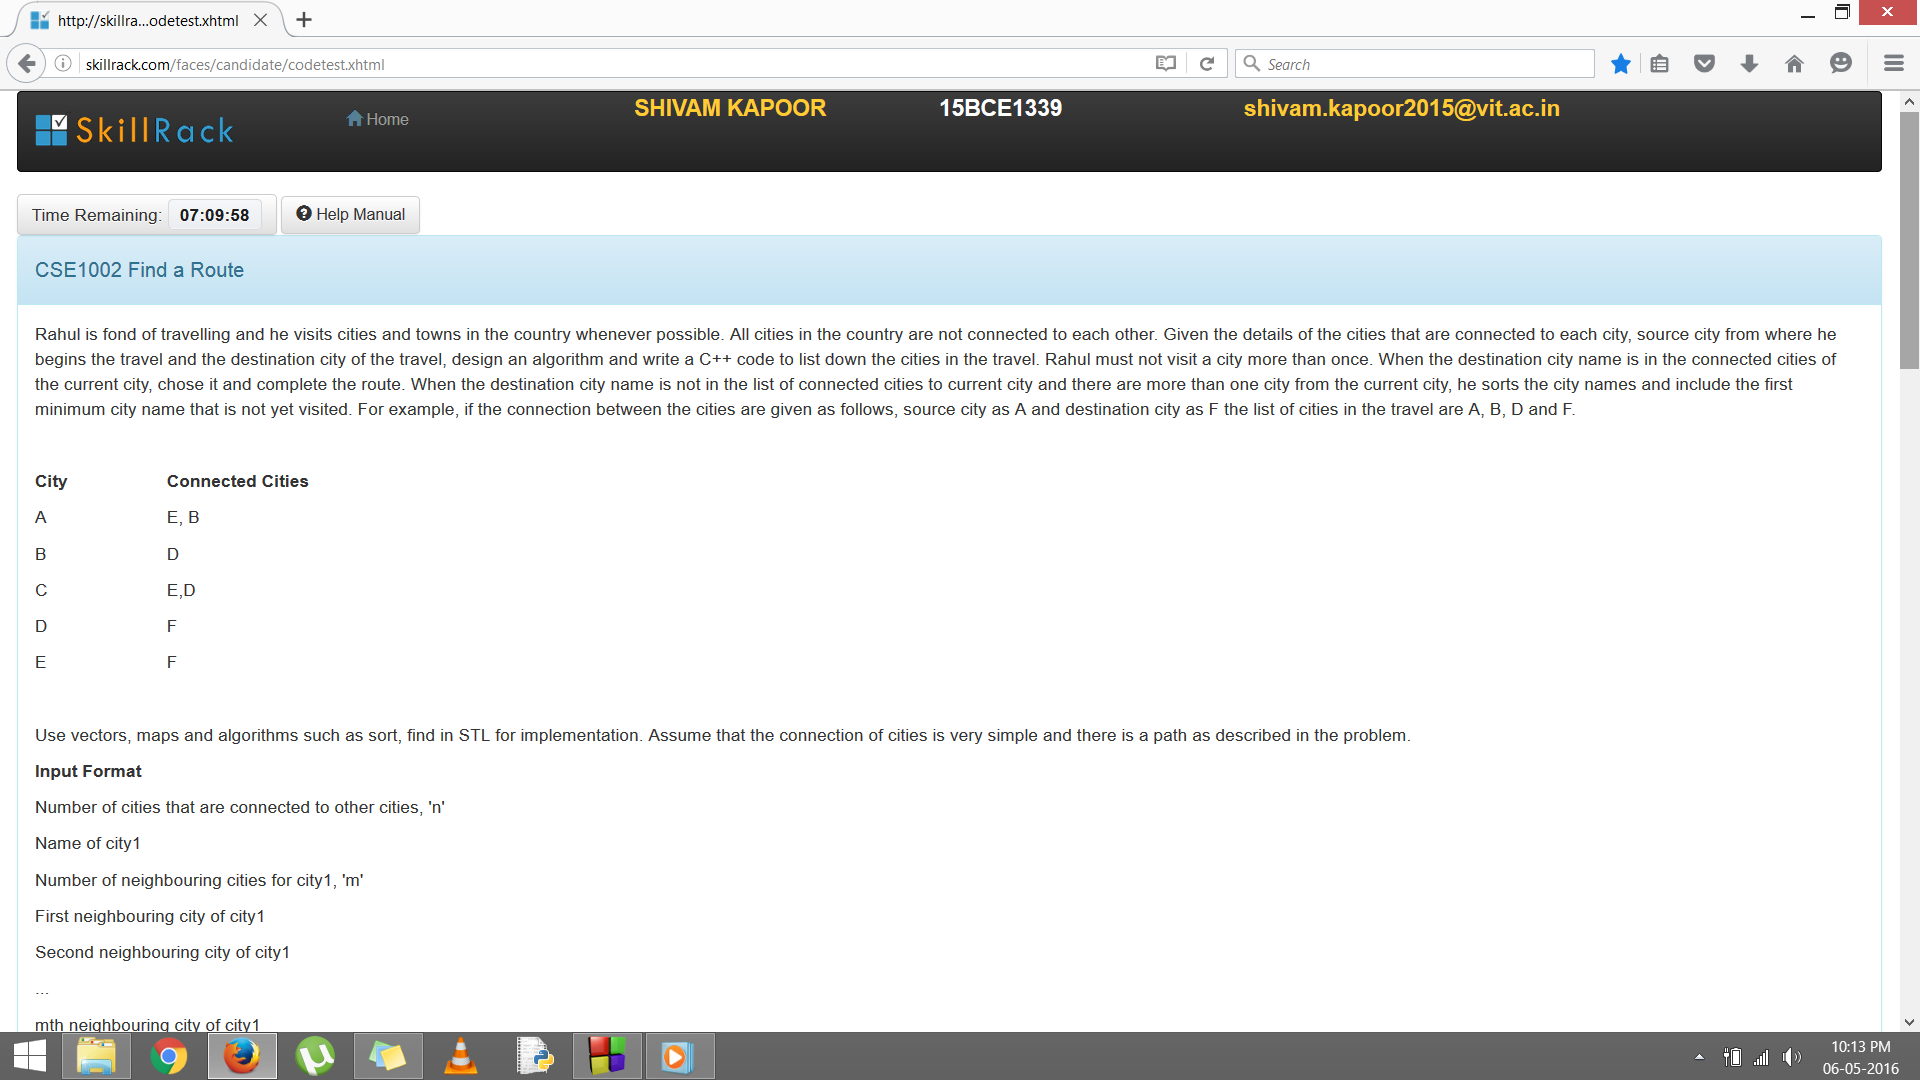 http://skillra...odetest.xhtml
skillrack.com/faces/candidate/codetest.xhtml
Search
SkillRack
Home
SHIVAM KAPOOR
15BCE1339
shivam.kapoor2015@vit.ac.in
Time Remaining: 07:09:58
Help Manual
CSE1002 Find a Route
Rahul is fond of travelling and he visits cities and towns in the country whenever possible. All cities in the country are not connected to each other. Given the details of the cities that are connected to each city, source city from where he
begins the travel and the destination city of the travel, design an algorithm and write a C++ code to list down the cities in the travel. Rahul must not visit a city more than once. When the destination city name is in the connected cities of
the current city, chose it and complete the route. When the destination city name is not in the list of connected cities to current city and there are more than one city from the current city, he sorts the city names and include the first
minimum city name that is not yet visited. For example, if the connection between the cities are given as follows, source city as A and destination city as F the list of cities in the travel are A, B, D and F.
City Connected Cities
A E, B
B D
C E,D
D F
E F
Use vectors, maps and algorithms such as sort, find in STL for implementation. Assume that the connection of cities is very simple and there is a path as described in the problem.
Input Format
Number of cities that are connected to other cities, 'n'
Name of city1
Number of neighbouring cities for city1, 'm'
First neighbouring city of city1
Second neighbouring city of city1
...
mth neighbouring city of city1
10:13 PM
06-05-2016